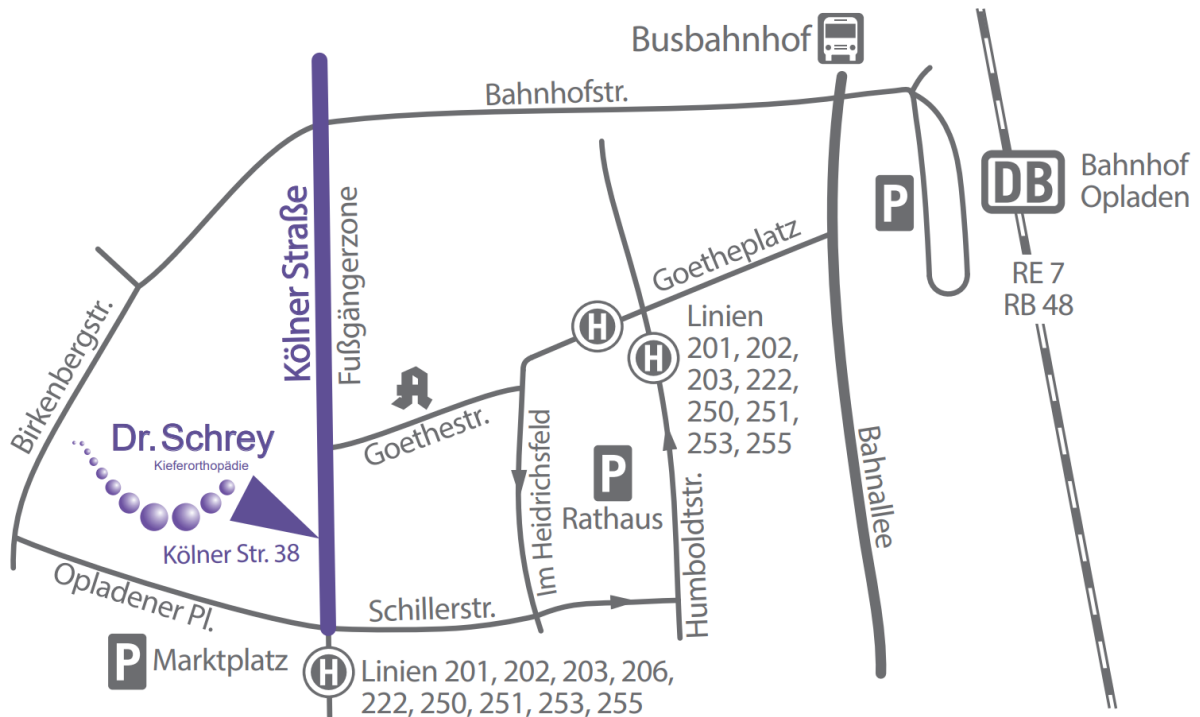 Busbahnhof
Bahnhofstr.
P
DB
Bahnhof
Opladen
RE 7
RB 48
Kölner Straße
Fußgängerzone
Goetheplatz
H
H
Linien
201, 202,
203, 222,
250, 251,
253, 255
Birkenbergstr.
A
Goethestr.
Dr. Schrey
Kieferorthopädie
Kölner Str. 38
Im Heidrichsfeld
P
Rathaus
Humboldtstr.
Bahnallee
Opladener Pl.
Schillerstr.
P Marktplatz
H
Linien 201, 202, 203, 206,
222, 250, 251, 253, 255